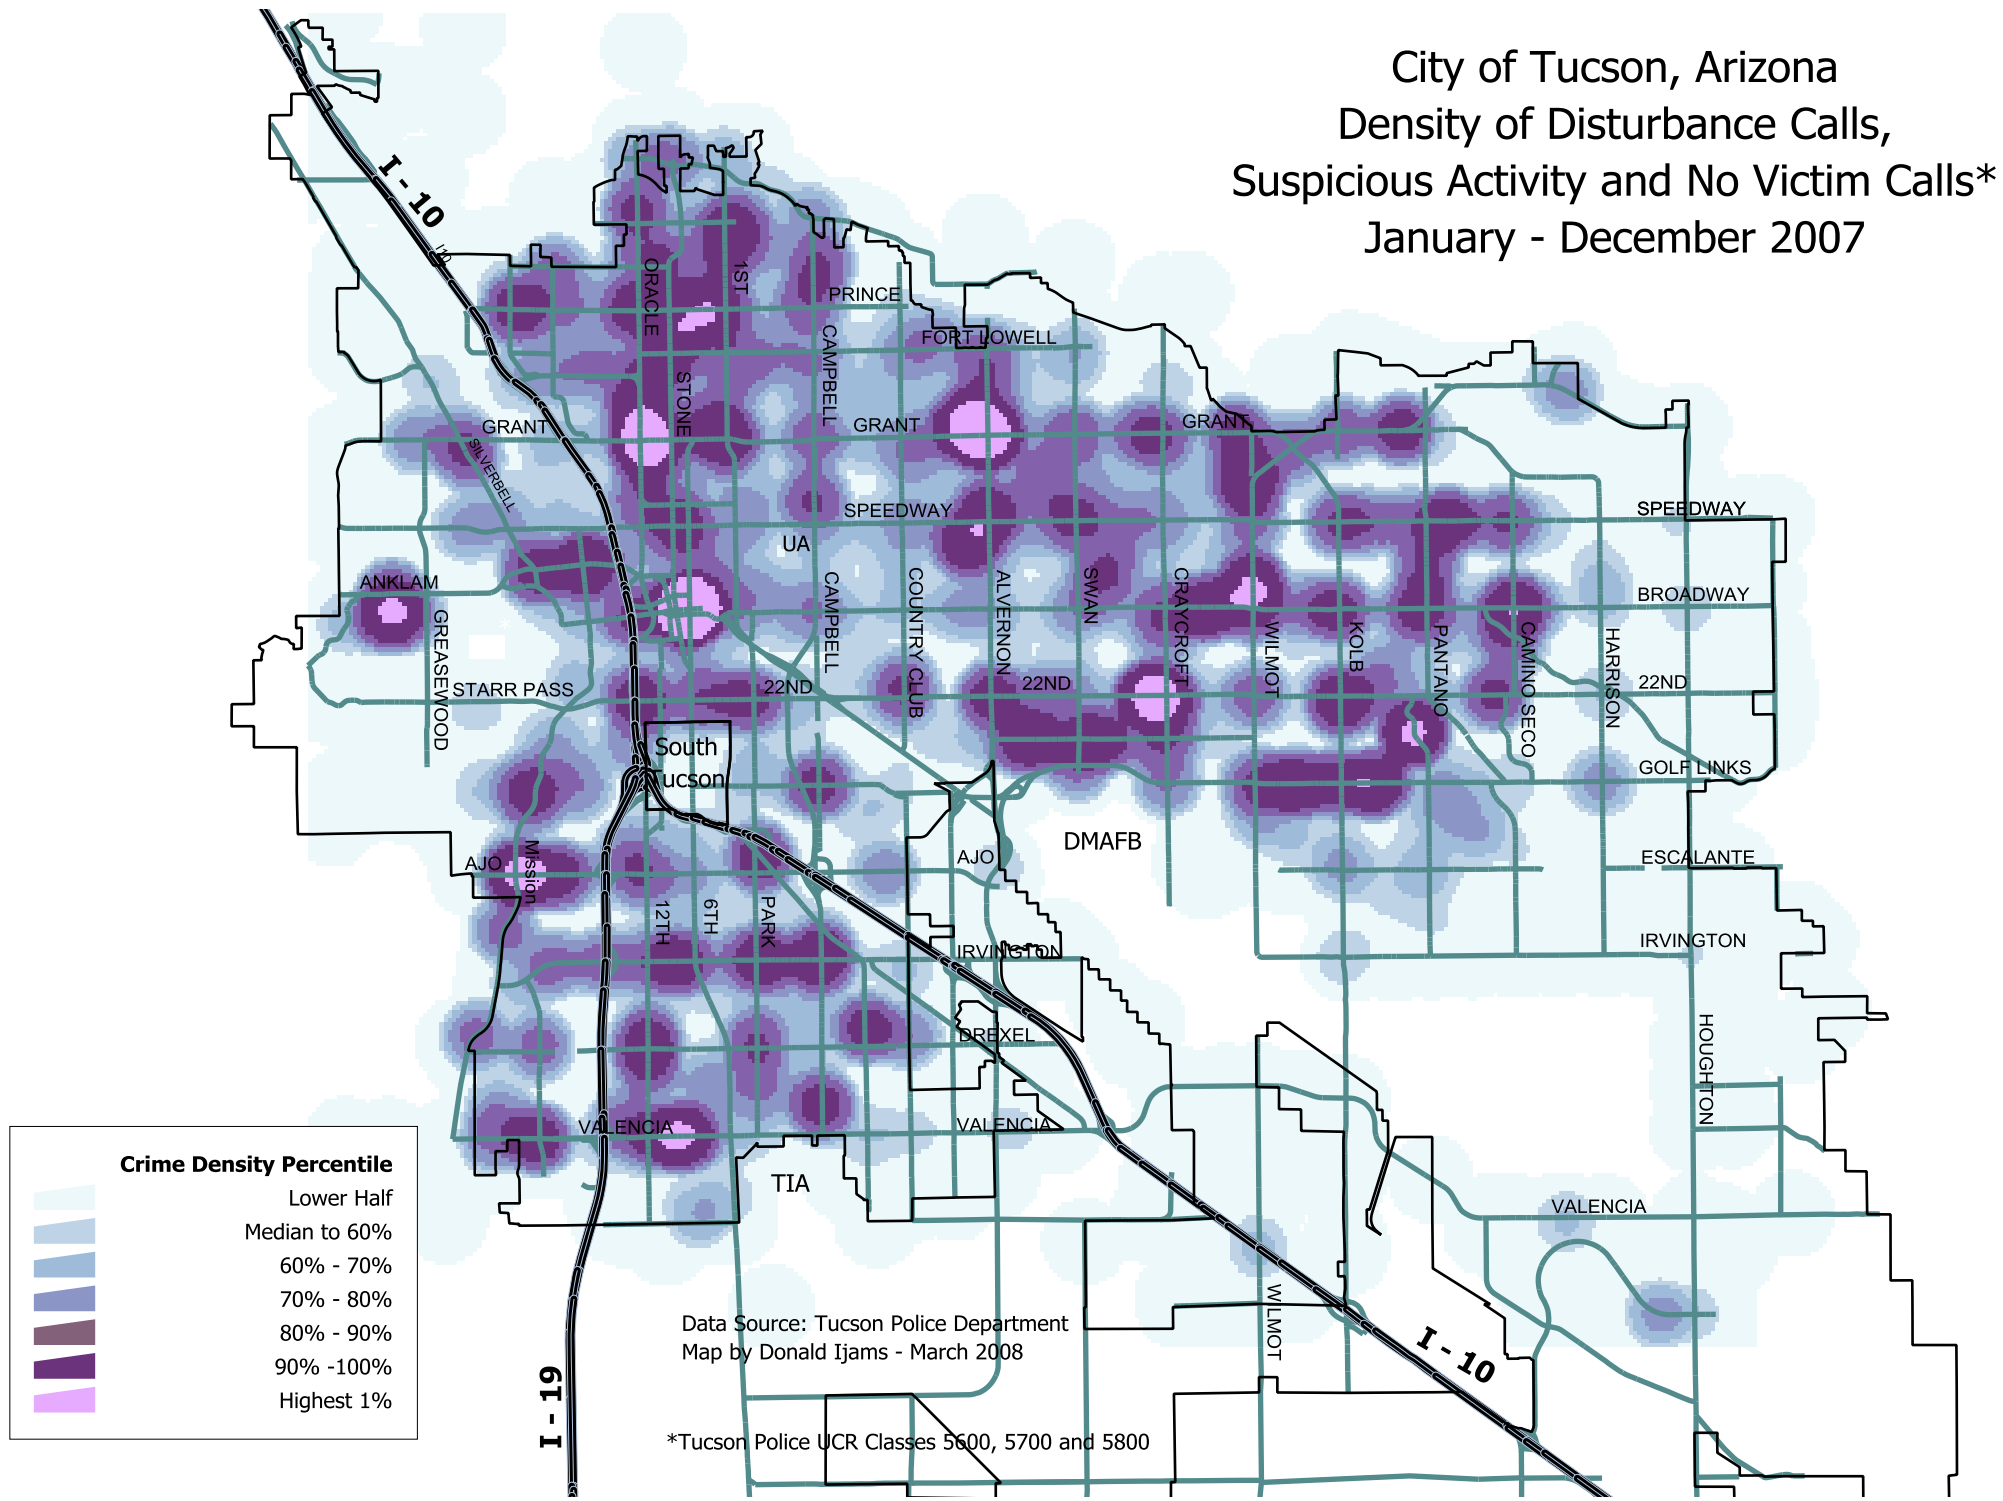 City of Tucson, Arizona
Density of Disturbance Calls,
Suspicious Activity and No Victim Calls*
January - December 2007
I - 10
I 10
ORACLE
1ST
PRINCE
CAMPBELL
FORT LOWELL
STONE
GRANT
GRANT
GRANT
SILVERBELL
SPEEDWAY
SPEEDWAY
UA
ANKLAM
GREASEWOOD
CAMPBELL
COUNTRY CLUB
ALVERNON
SWAN
CRAYCROFT
WILMOT
KOLB
PANTANO
CAMINO SECO
HARRISON
BROADWAY
STARR PASS
22ND
22ND
22ND
South
Tucson
GOLF LINKS
DMAFB
AJO
Mission
AJO
ESCALANTE
12TH
6TH
PARK
IRVINGTON
IRVINGTON
DREXEL
HOUGHTON
VALENCIA
VALENCIA
TIA
VALENCIA
WILMOT
I - 10
I - 19
Crime Density Percentile
Lower Half
Median to 60%
60% - 70%
70% - 80%
80% - 90%
90% -100%
Highest 1%
Data Source: Tucson Police Department
Map by Donald Ijams - March 2008
*Tucson Police UCR Classes 5600, 5700 and 5800